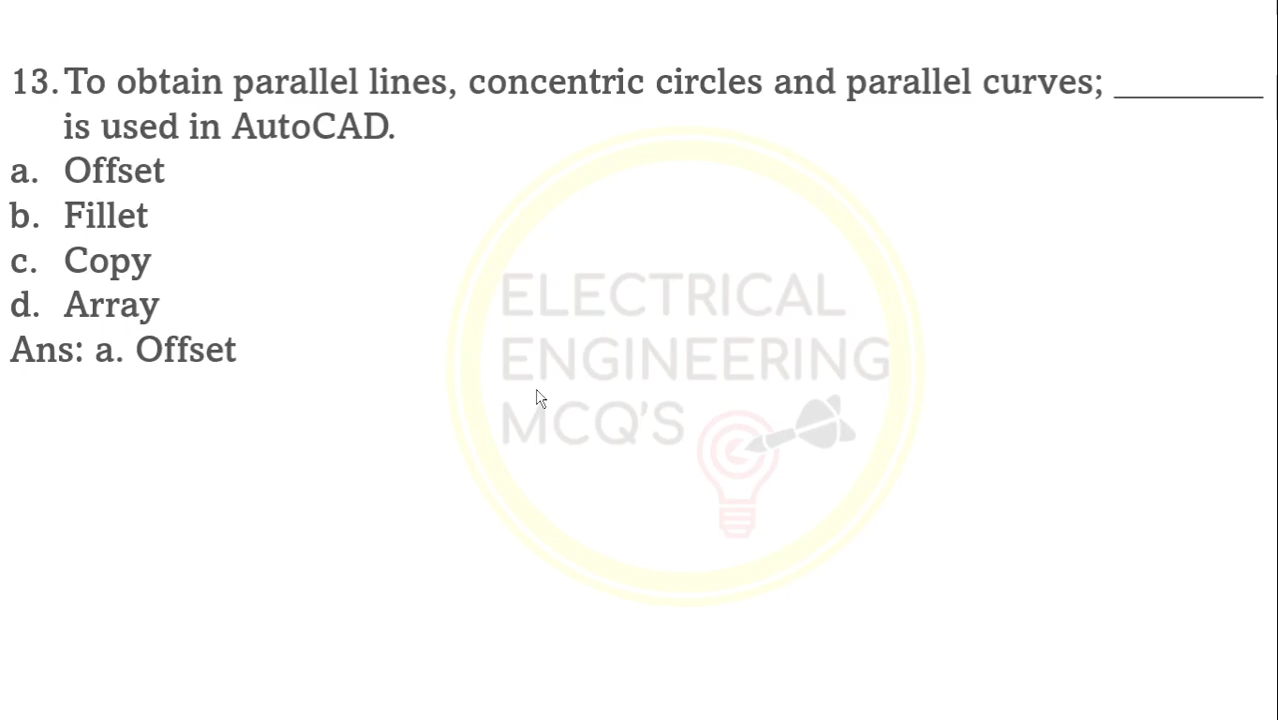 13. To obtain parallel lines, concentric circles and parallel curves; _________
is used in AutoCAD.
a. Offset
b. Fillet
c. Copy
d. Array
Ans: a. Offset
ELECTRICAL
ENGINEERING
MCQ'S